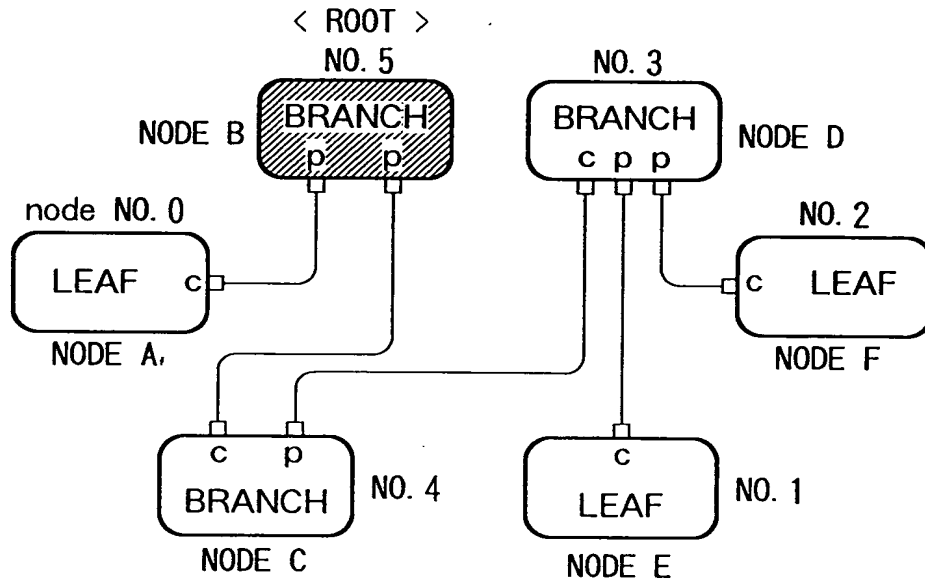 < ROOT >
NO. 5
NO. 3
BRANCH
BRANCH
NODE B
NODE D
p p
c p p
node NO. 0
NO. 2
LEAF c
c LEAF
NODE A
NODE F
c p
c
BRANCH
NO. 4
LEAF
NO. 1
NODE C
NODE E